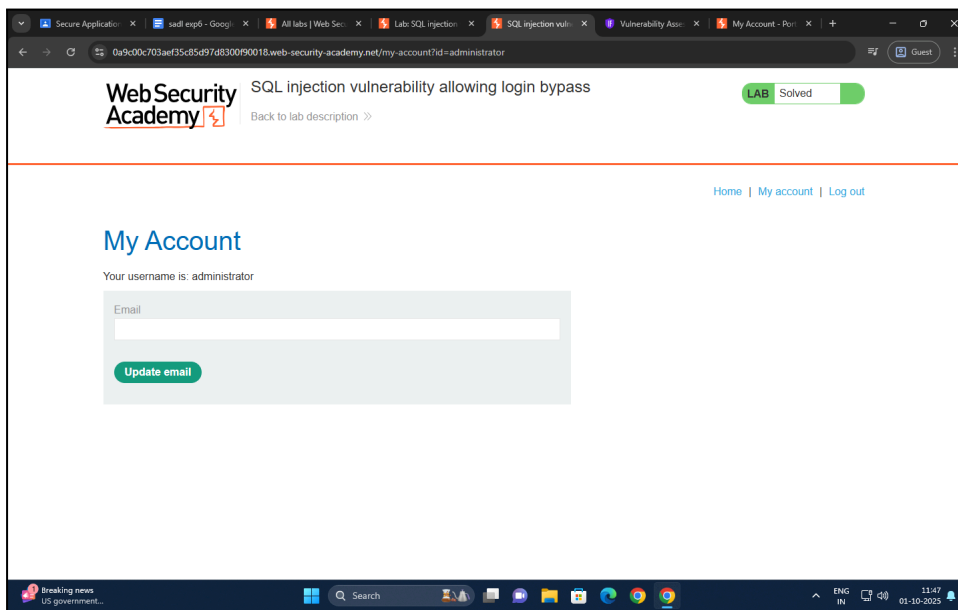 Secure Application
sadl exp6 - Google
All labs | Web Secu
Lab: SQL injection
SQL injection vuln
Vulnerability Asse
My Account - Port
0a9c00c703aef35c85d97d8300f90018.web-security-academy.net/my-account?id=administrator
Guest
Web Security
Academy
SQL injection vulnerability allowing login bypass
Back to lab description
LAB Solved
Home | My account | Log out
My Account
Your username is: administrator
Email
Update email
1
Breaking news
US government...
Search
ENG
IN
11:47
01-10-2025